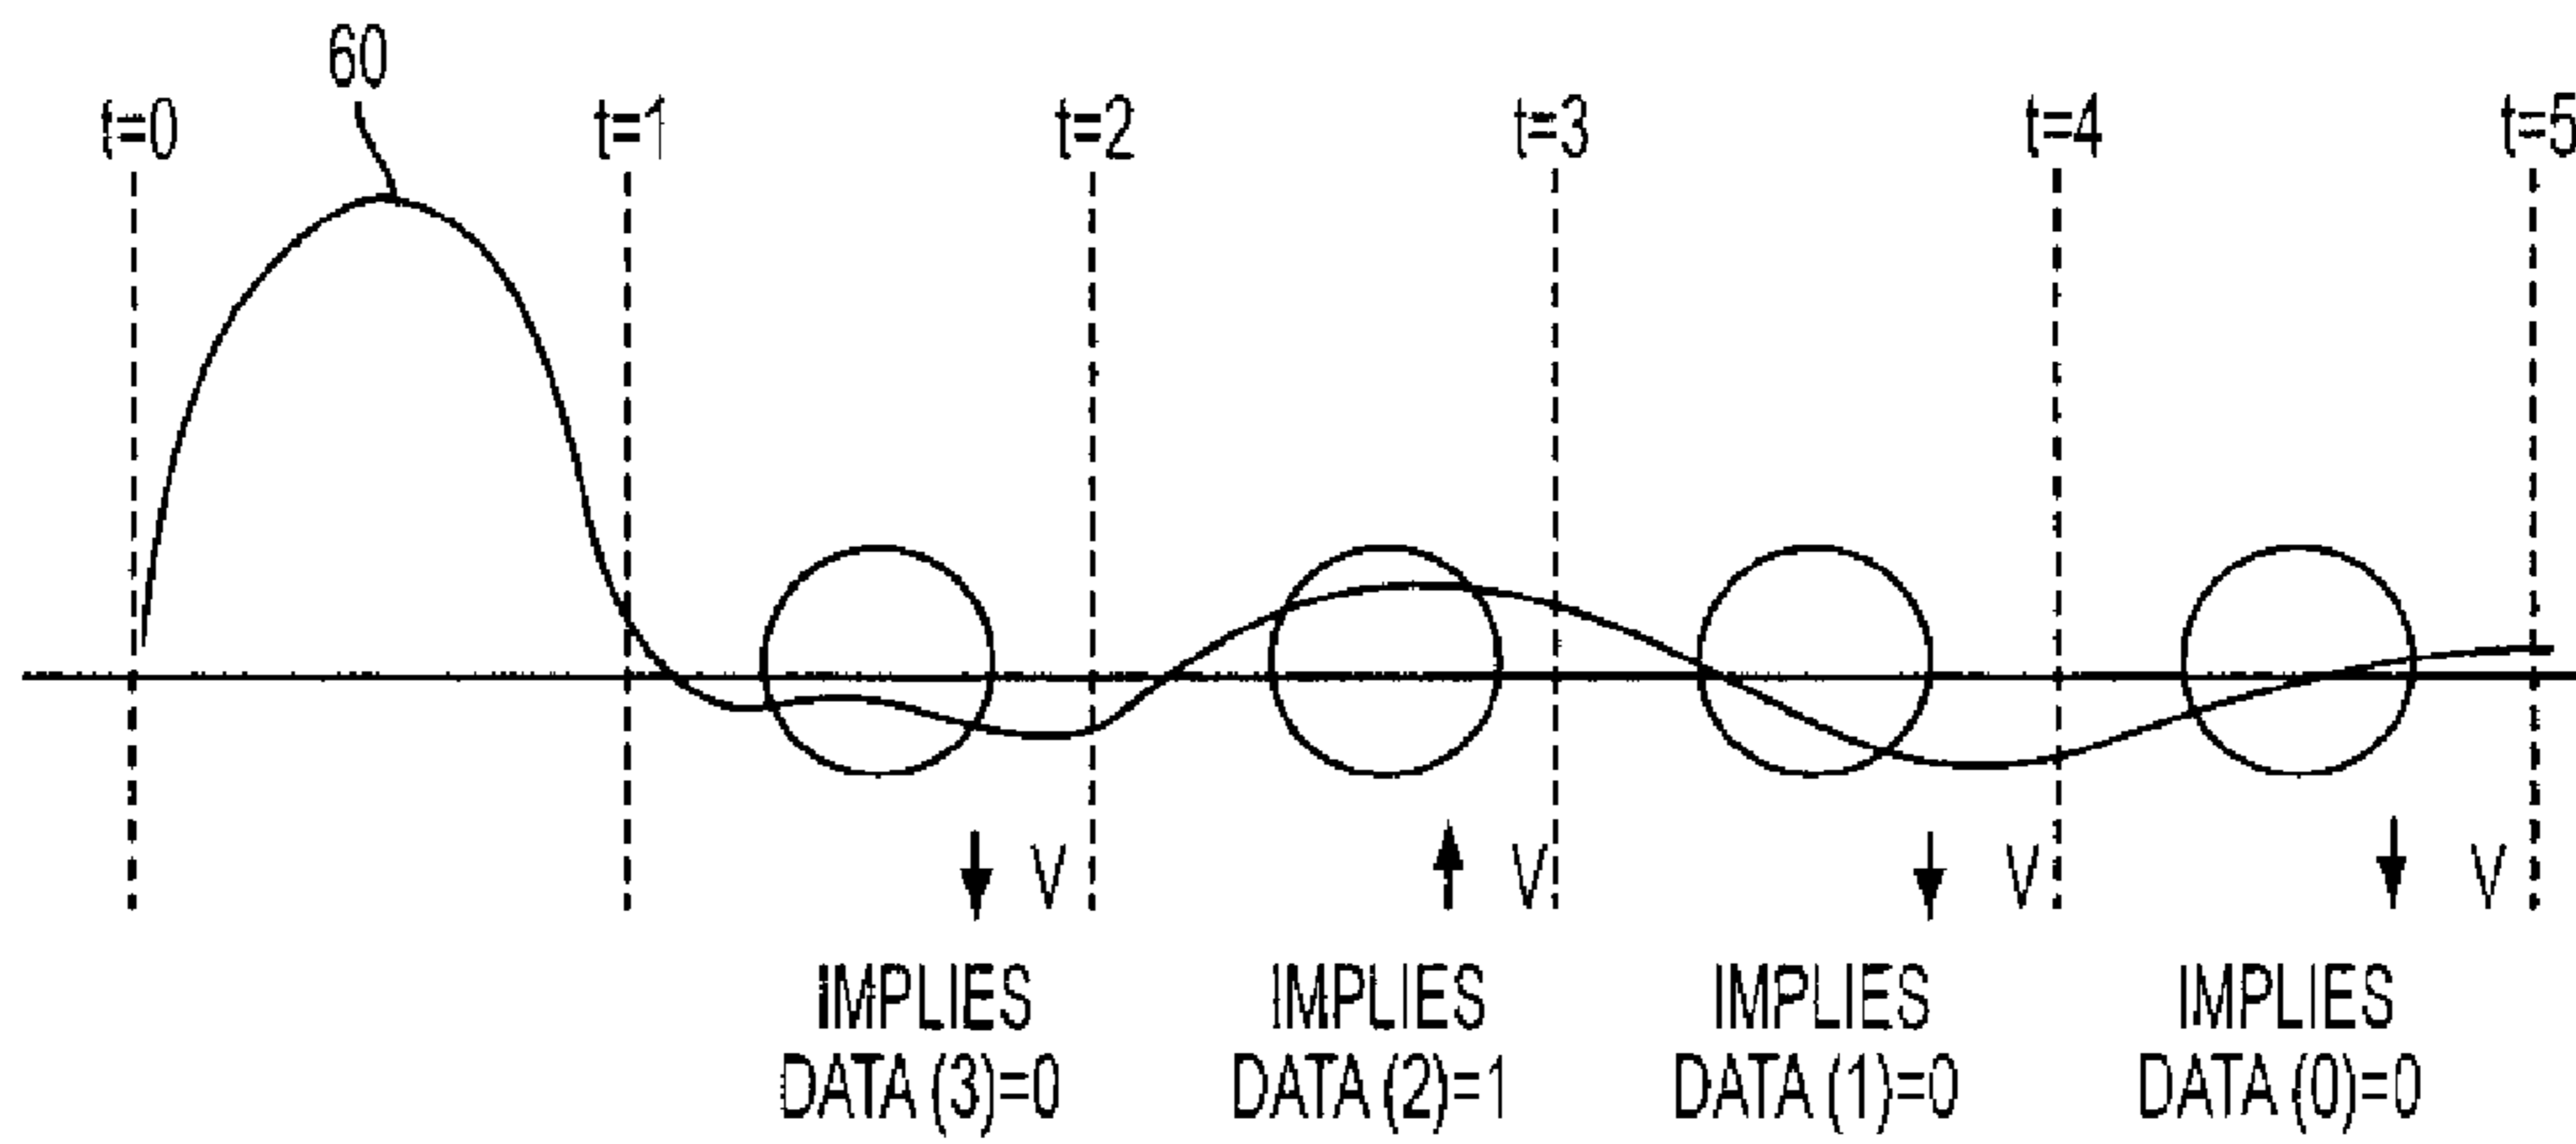 60
t=0 t=1 t=2 t=3 t=4 t=5
V V V V
IMPLIES IMPLIES IMPLIES IMPLIES
DATA (3)=0 DATA (2)=1 DATA (1)=0 DATA (0)=0